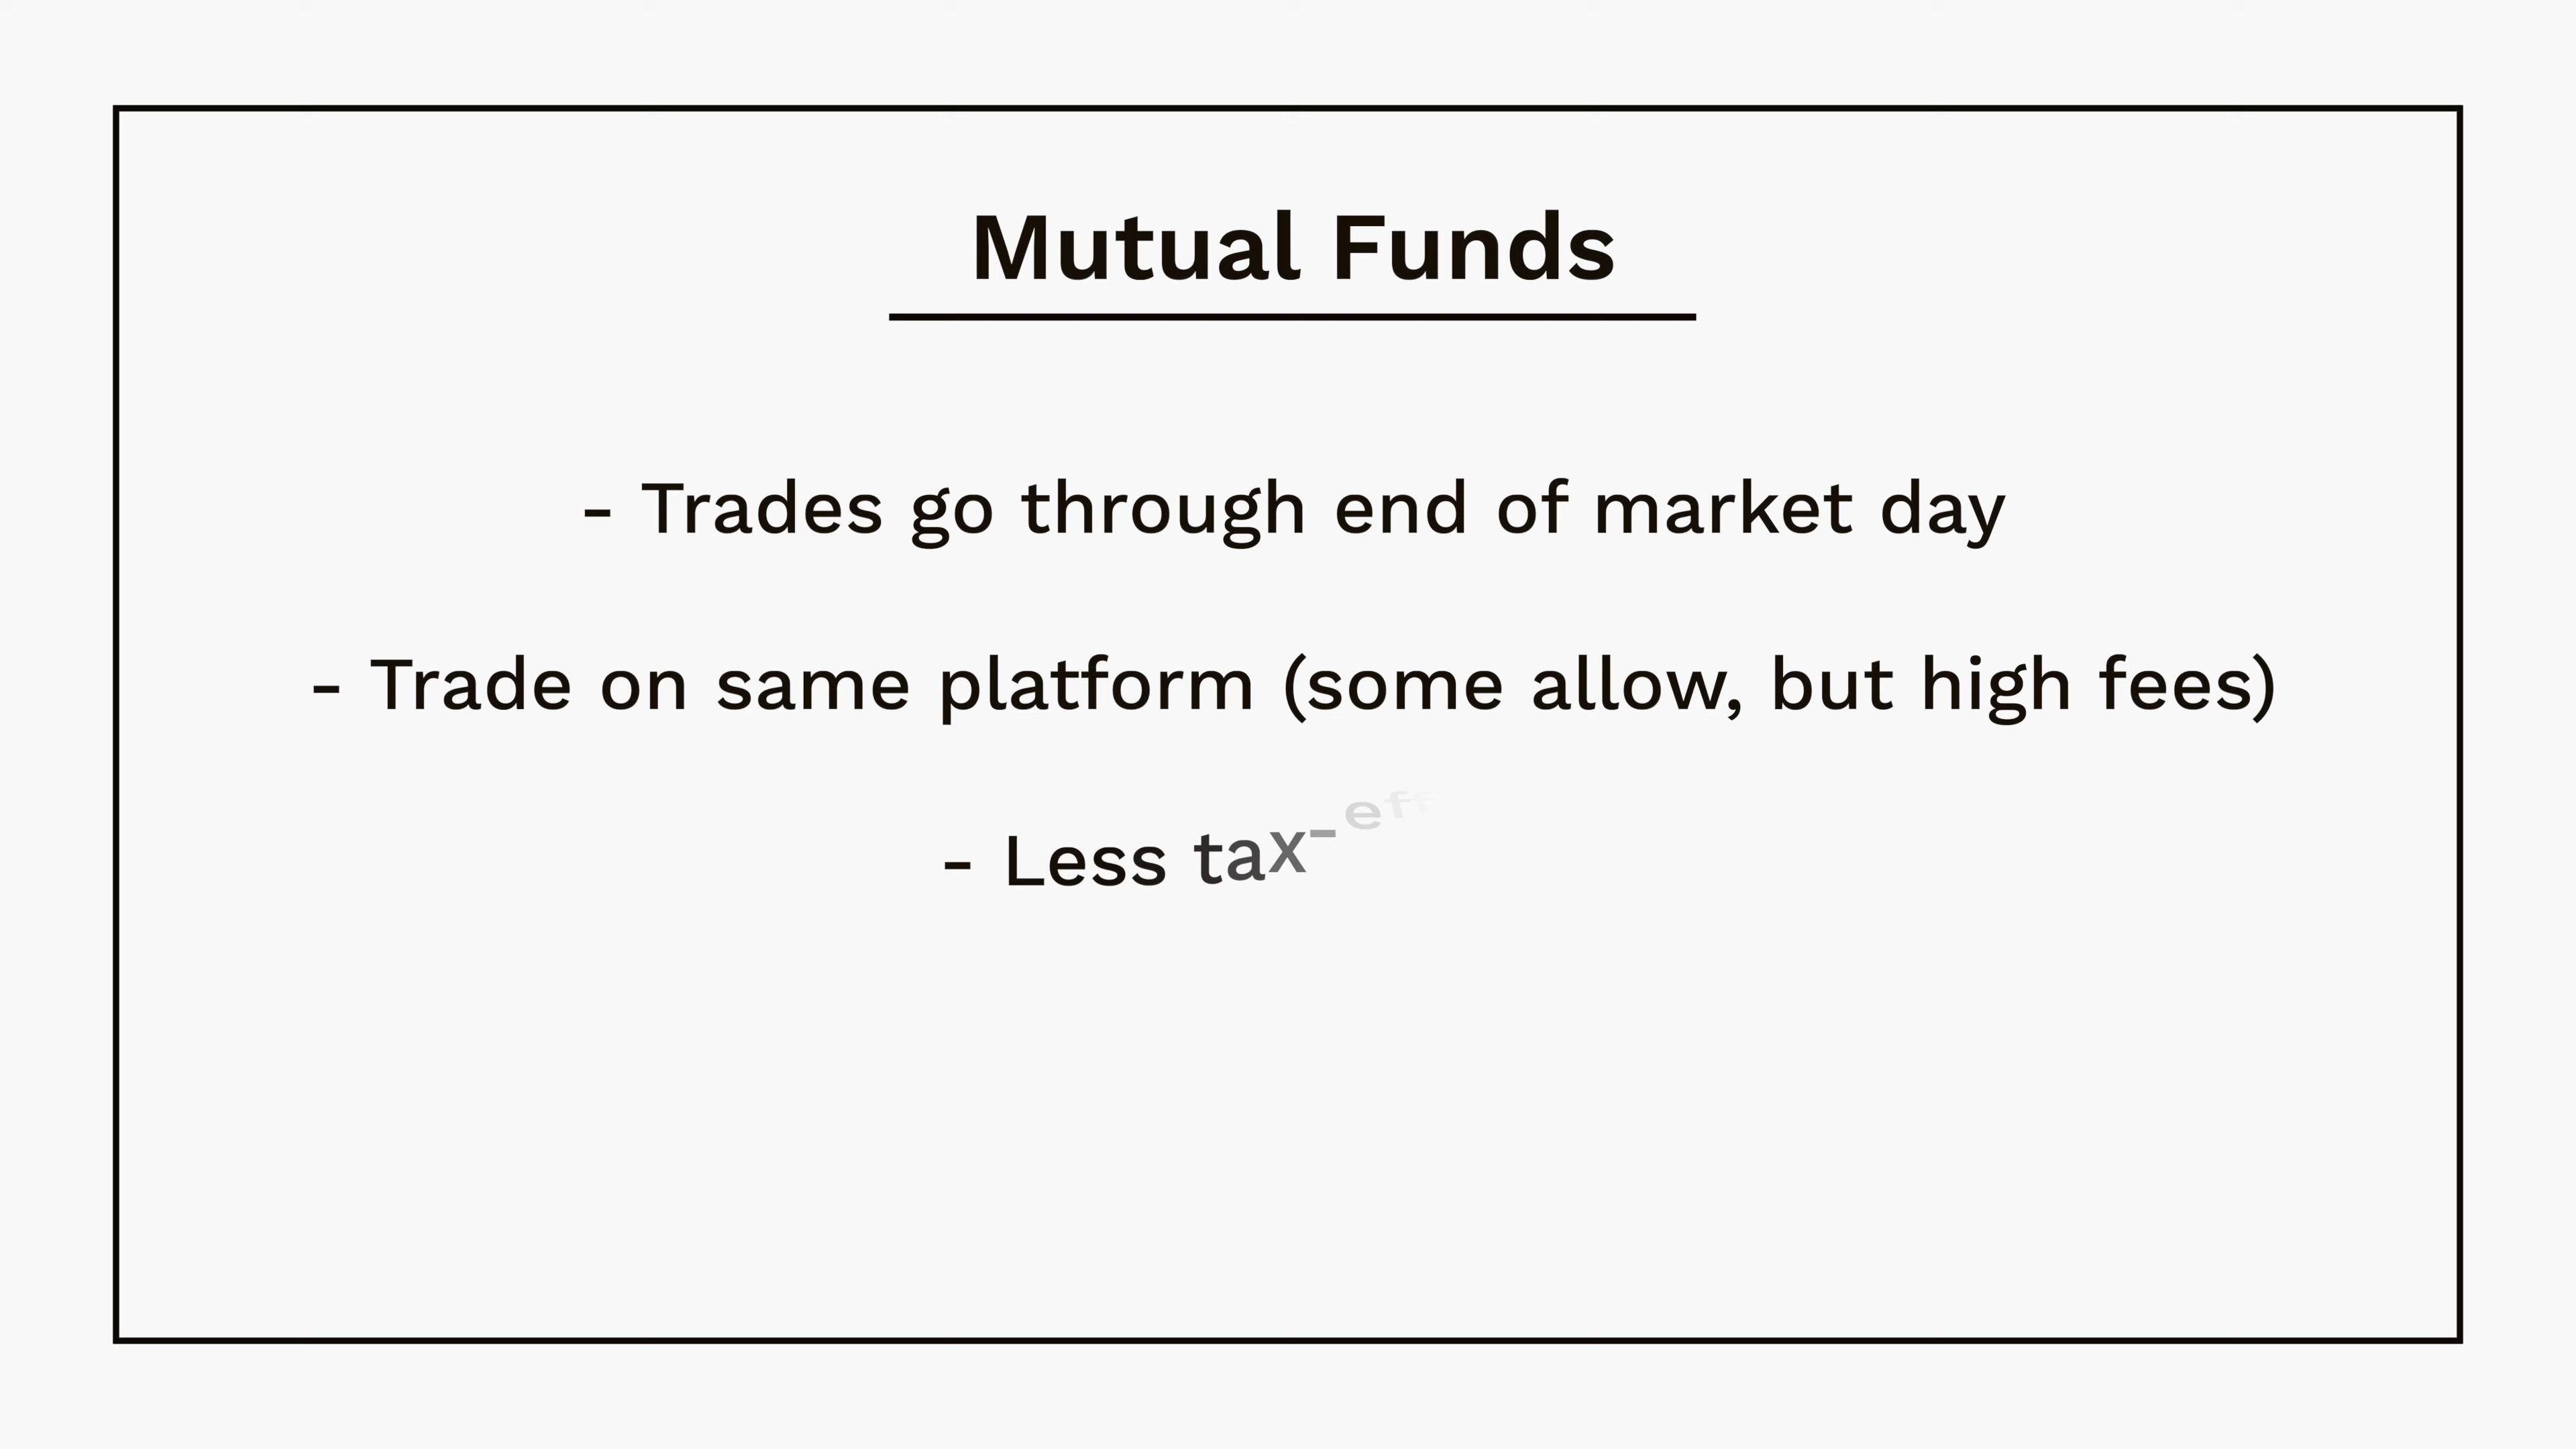 Mutual Funds
- Trades go through end of market day
- Trade on same platform (some allow, but high fees)
- Less tax-eff